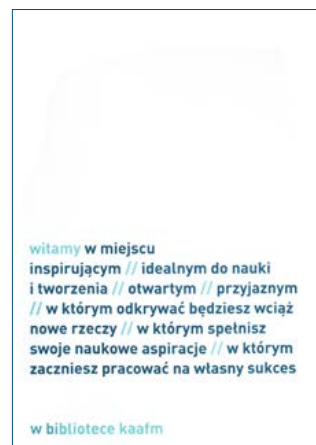 witamy w miejscu
inspirującym // idealnym do nauki
i tworzenia // otwartym // przyjaznym
// w którym odkrywać będziesz wciąż
nowe rzeczy // w którym spełnisz
swoje naukowe aspiracje // w którym
zaczniesz pracować na własny sukces
w bibliotece kaafm